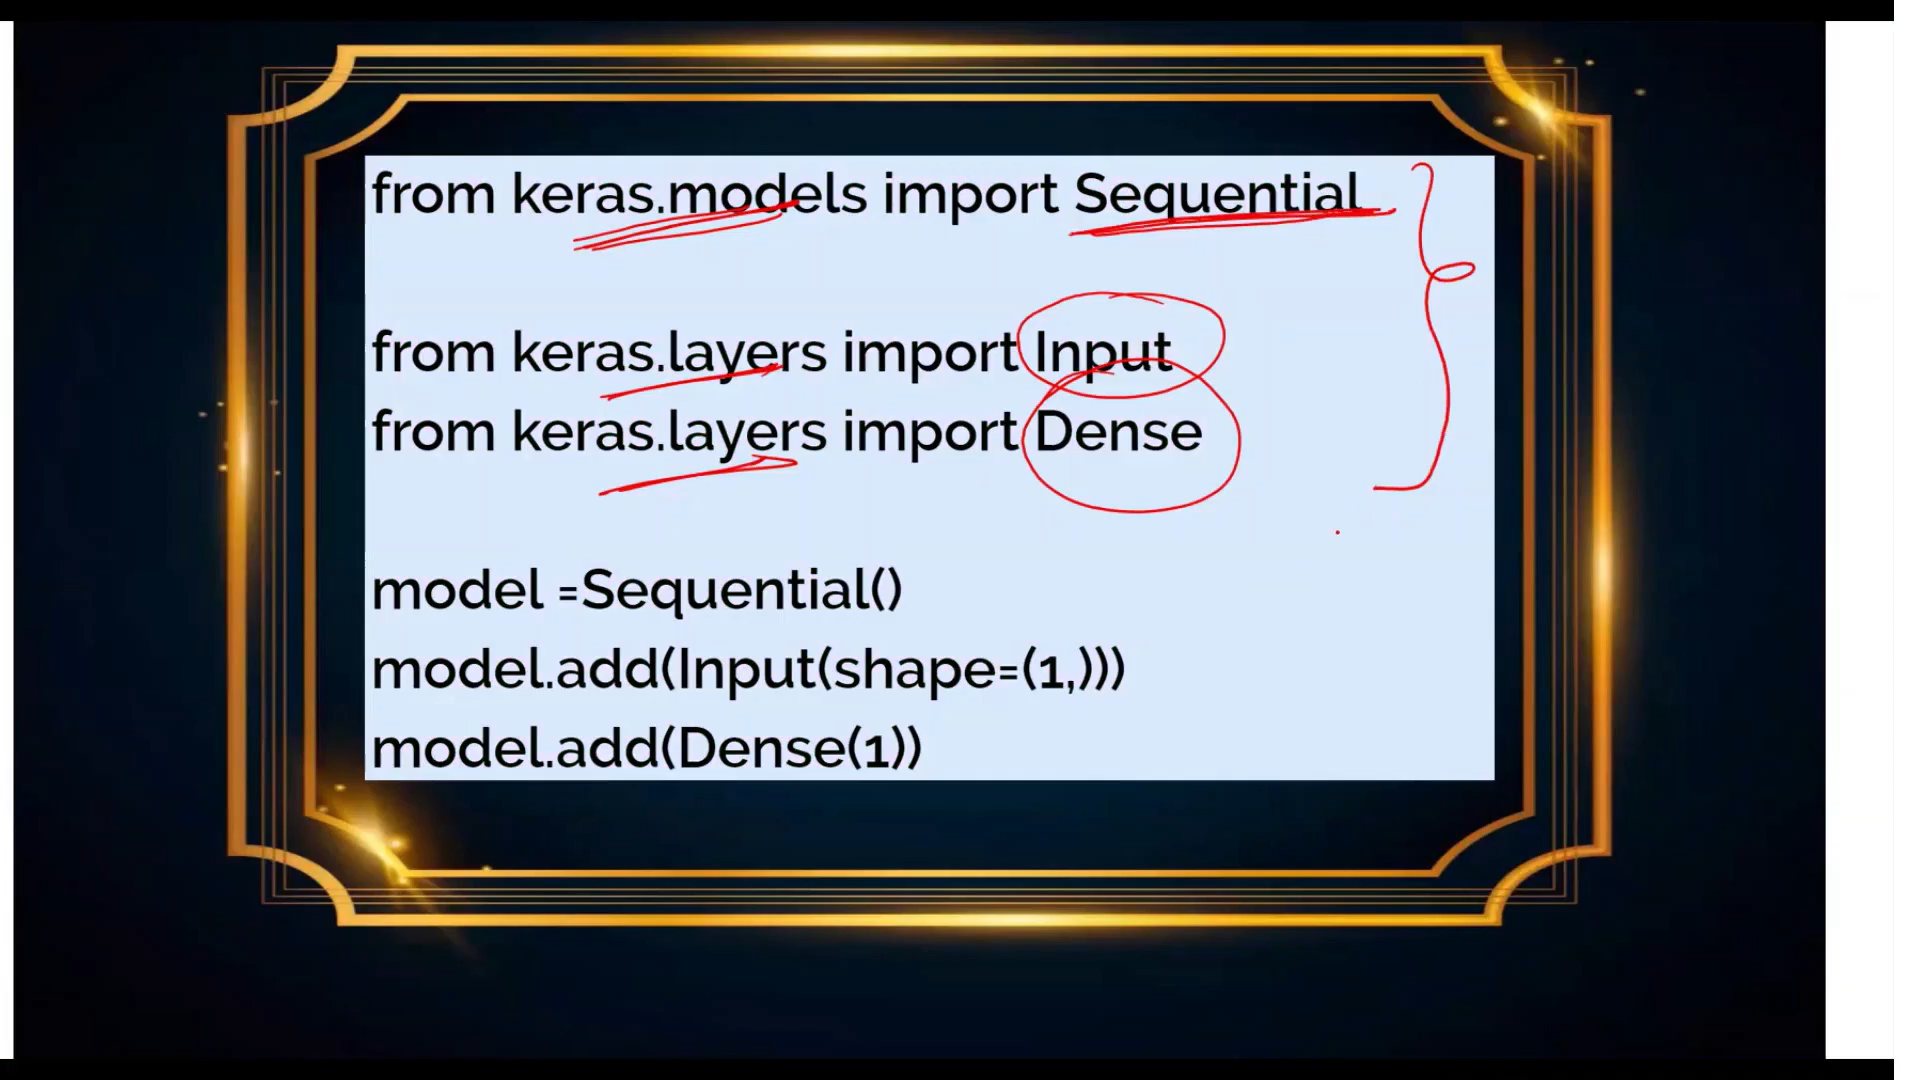 from keras.models import Sequential
from keras.layers import Input
from keras.layers import Dense
model =Sequential()
model.add(Input(shape=(1,)))
model.add(Dense(1))